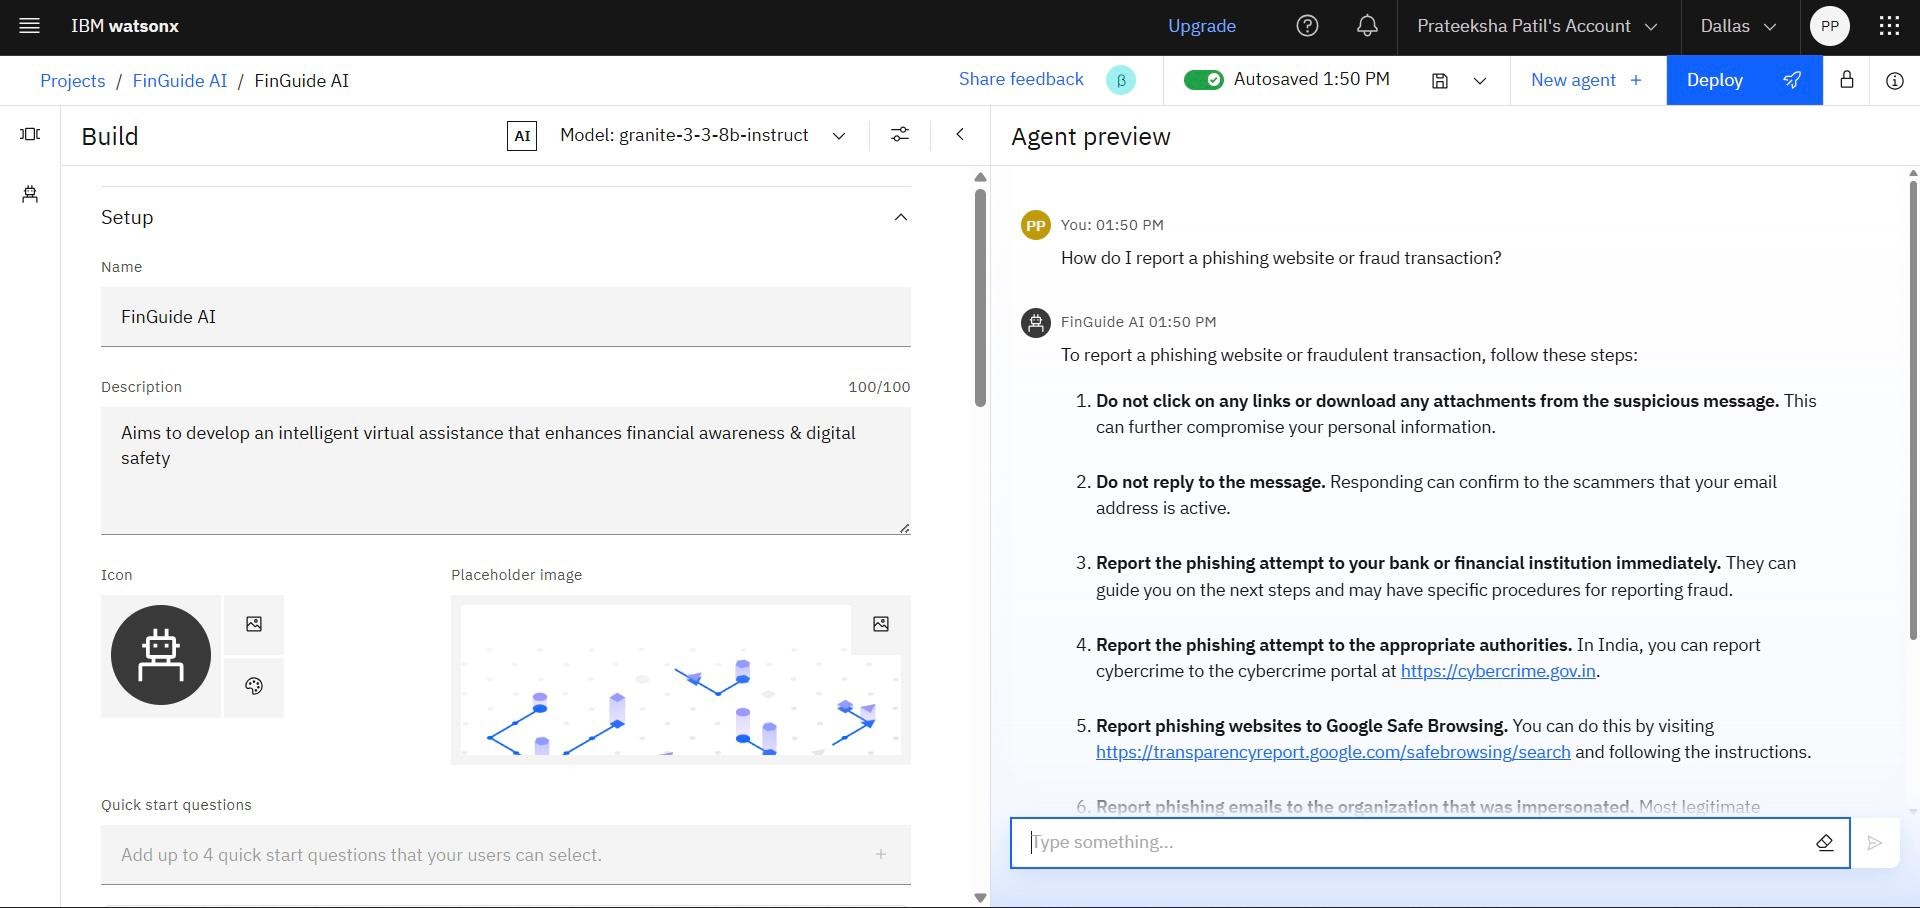 IBM watsonx
Upgrade
Prateeksha Patil's Account
Dallas
PP
Projects / FinGuide AI / FinGuide AI
Share feedback
β
Autosaved 1:50 PM
New agent +
Deploy
Build
AI
Model: granite-3-3-8b-instruct
Setup
Name
FinGuide AI
Description
100/100
Aims to develop an intelligent virtual assistance that enhances financial awareness & digital
safety
Icon
Placeholder image
Quick start questions
Add up to 4 quick start questions that your users can select.
+
Agent preview
PP
You: 01:50 PM
How do I report a phishing website or fraud transaction?
FinGuide AI 01:50 PM
To report a phishing website or fraudulent transaction, follow these steps:
1. Do not click on any links or download any attachments from the suspicious message. This
can further compromise your personal information.
2. Do not reply to the message. Responding can confirm to the scammers that your email
address is active.
3. Report the phishing attempt to your bank or financial institution immediately. They can
guide you on the next steps and may have specific procedures for reporting fraud.
4. Report the phishing attempt to the appropriate authorities. In India, you can report
cybercrime to the cybercrime portal at https://cybercrime.gov.in.
5. Report phishing websites to Google Safe Browsing. You can do this by visiting
https://transparencyreport.google.com/safebrowsing/search and following the instructions.
6. Report phishing emails to the organization that was impersonated. Most legitimate
Type something...